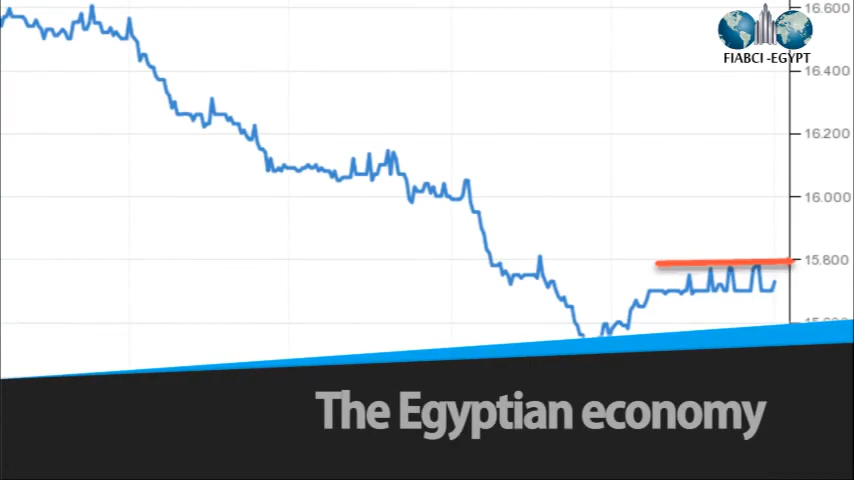 16.600
FIABCI -EGYPT
16.400
16.200
16.000
15.800
The Egyptian economy